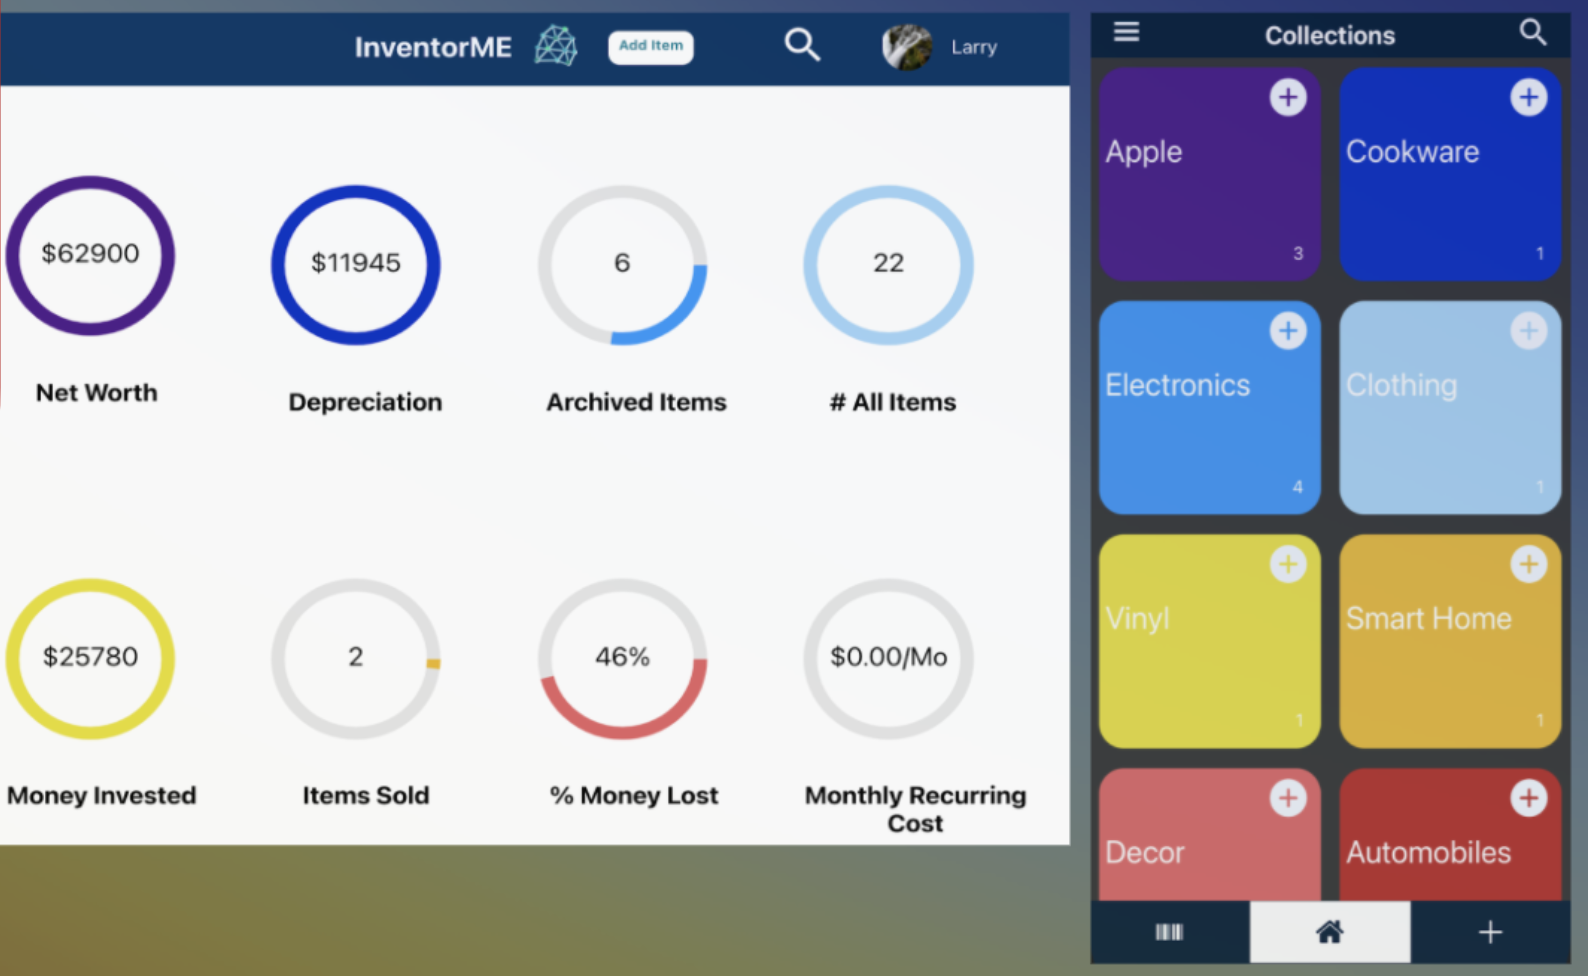 InventorME
Add Item
Larry
$62900
$11945
6
22
Net Worth
Depreciation
Archived Items
# All Items
$25780
2
46%
$0.00/Mo
Money Invested
Items Sold
% Money Lost
Monthly Recurring
Cost
Collections
Apple
3
Cookware
1
Electronics
4
Clothing
1
Vinyl
1
Smart Home
1
Decor
Automobiles